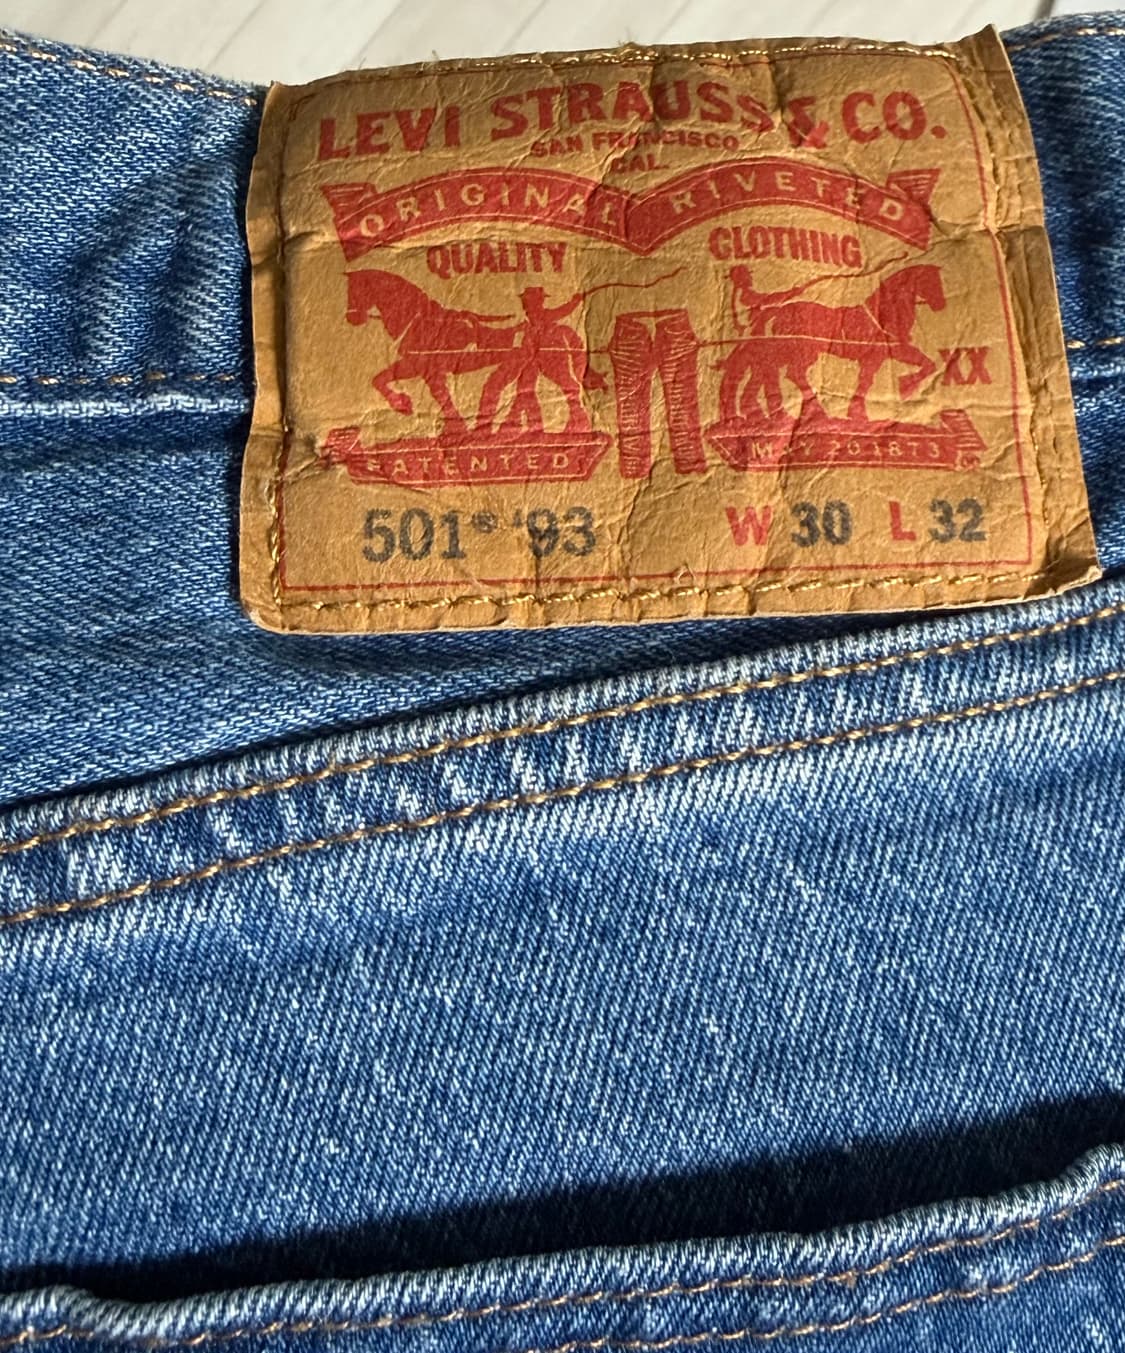 LEVI STRAUSS & CO.
SAN FRANCISCO
CAL.
ORIGINAL RIVETED
QUALITY CLOTHING
XX
PATENTED MAY 20 1873
501® '93 W 30 L 32